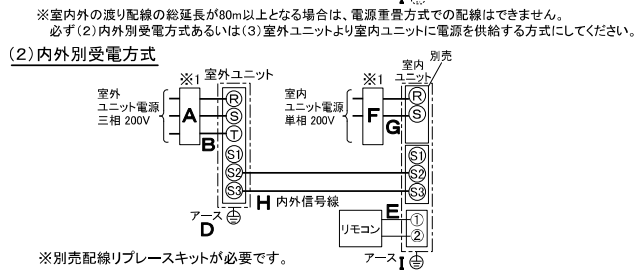 ※室内外の渡り配線の総延長が80m以上となる場合は、電源重畳方式での配線はできません。
必ず(2)内外別受電方式あるいは(3)室外ユニットより室内ユニットに電源を供給する方式にしてください。
(2)内外別受電方式
※1
室外ユニット
室外
ユニット電源
三相 200V
A
B
R
S
T
S1
S2
S3
アース
D
H 内外信号線
※1
室内
ユニット
別売
室内
ユニット電源
単相 200V
F
G
R
S
S1
S2
S3
E
リモコン
①
②
アース I
※別売配線リプレースキットが必要です。